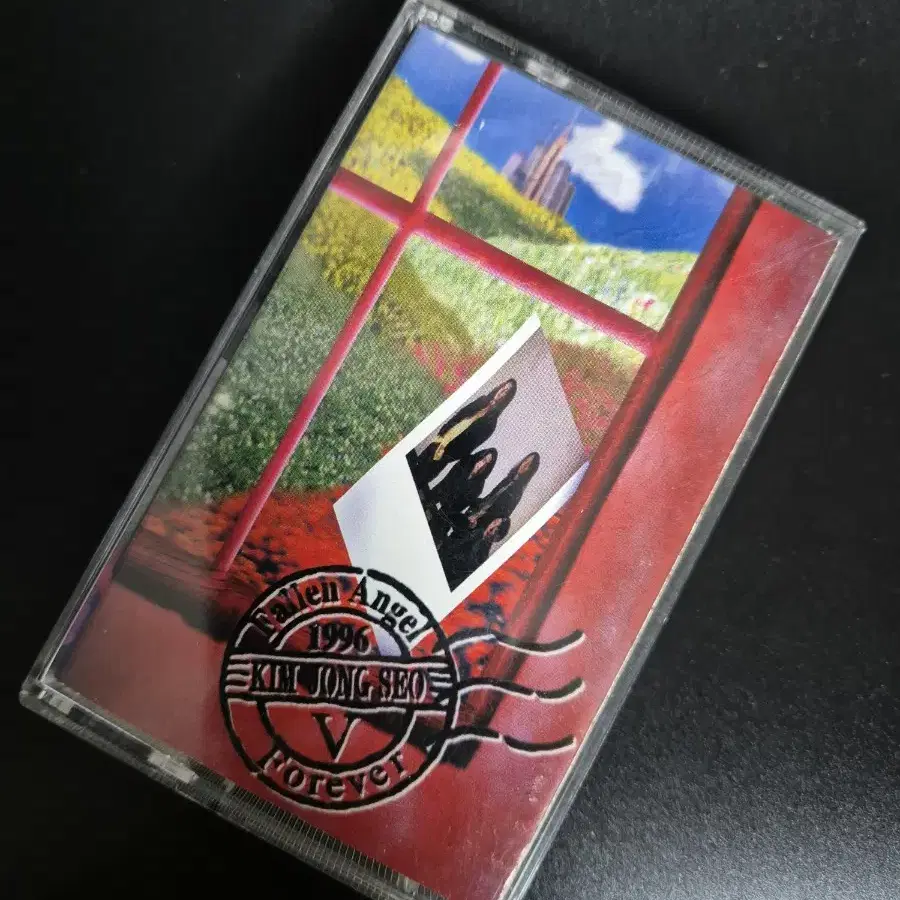 Fallen Angel
1996
KIM JONG SEO
V
Forever